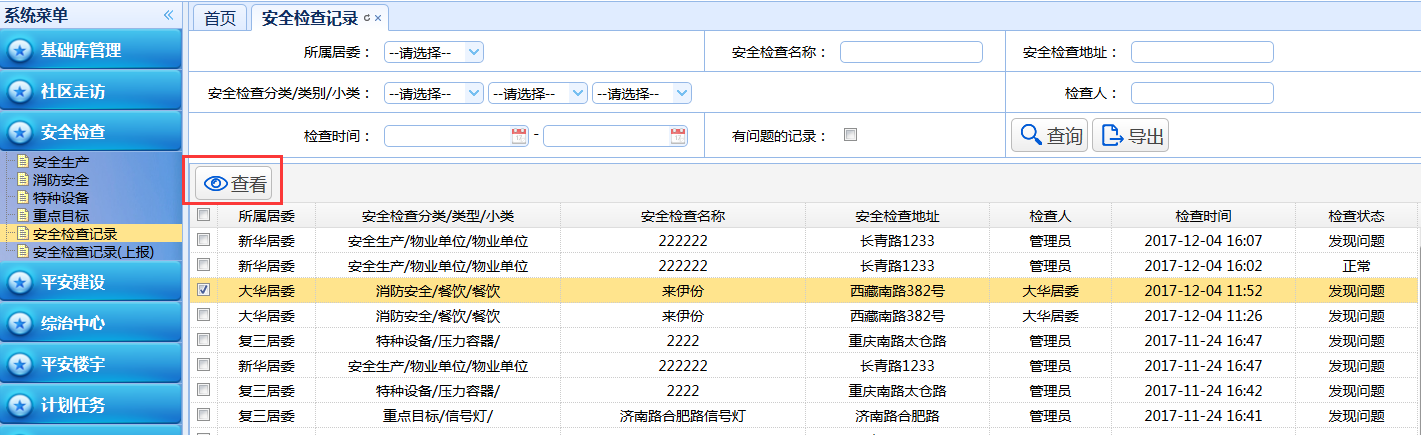 系统菜单
首页 安全检查记录
基础库管理
社区走访
安全检查
安全生产
消防安全
特种设备
重点目标
安全检查记录
安全检查记录(上报)
平安建设
综治中心
平安楼宇
计划任务
所属居委： --请选择-- 安全检查名称： 安全检查地址：
安全检查分类/类别/小类： --请选择-- --请选择-- --请选择-- 检查人：
检查时间： - 有问题的记录： 查询 导出
查看
所属居委 安全检查分类/类型/小类 安全检查名称 安全检查地址 检查人 检查时间 检查状态
新华居委 安全生产/物业单位/物业单位 222222 长青路1233 管理员 2017-12-04 16:07 发现问题
新华居委 安全生产/物业单位/物业单位 222222 长青路1233 管理员 2017-12-04 16:02 正常
大华居委 消防安全/餐饮/餐饮 来伊份 西藏南路382号 大华居委 2017-12-04 11:52 发现问题
大华居委 消防安全/餐饮/餐饮 来伊份 西藏南路382号 大华居委 2017-12-04 11:26 发现问题
复三居委 特种设备/压力容器/ 2222 重庆南路太仓路 管理员 2017-11-24 16:47 发现问题
新华居委 安全生产/物业单位/物业单位 222222 长青路1233 管理员 2017-11-24 16:47 发现问题
复三居委 特种设备/压力容器/ 2222 重庆南路太仓路 管理员 2017-11-24 16:42 发现问题
复三居委 重点目标/信号灯/ 济南路合肥路信号灯 济南路合肥路 管理员 2017-11-24 16:41 发现问题